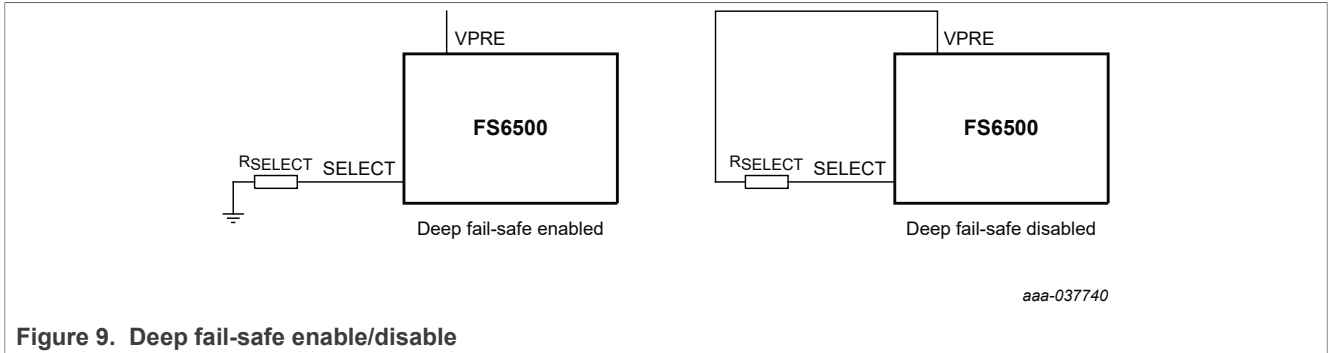 VPRE
FS6500
RSELECT SELECT
Deep fail-safe enabled
VPRE
FS6500
RSELECT SELECT
Deep fail-safe disabled
aaa-037740
Figure 9. Deep fail-safe enable/disable